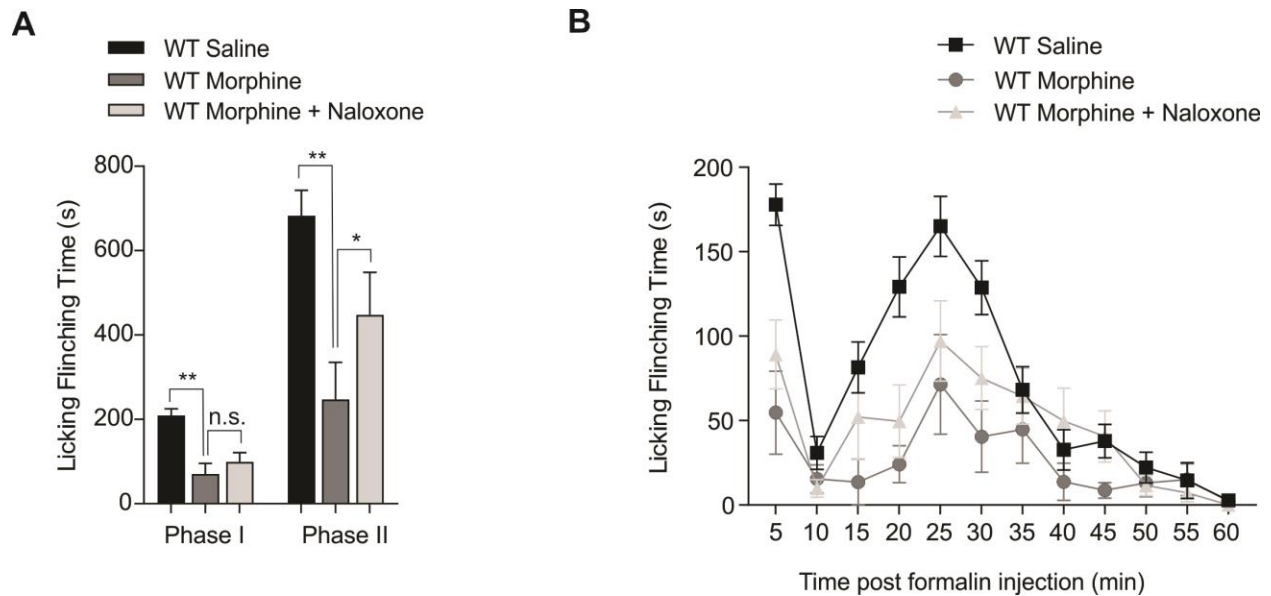 A
WT Saline
WT Morphine
WT Morphine + Naloxone
Licking Flinching Time (s)
800
600
400
200
0
**
n.s.
**
*
Phase I
Phase II
B
WT Saline
WT Morphine
WT Morphine + Naloxone
Licking Flinching Time (s)
200
150
100
50
0
5 10 15 20 25 30 35 40 45 50 55 60
Time post formalin injection (min)